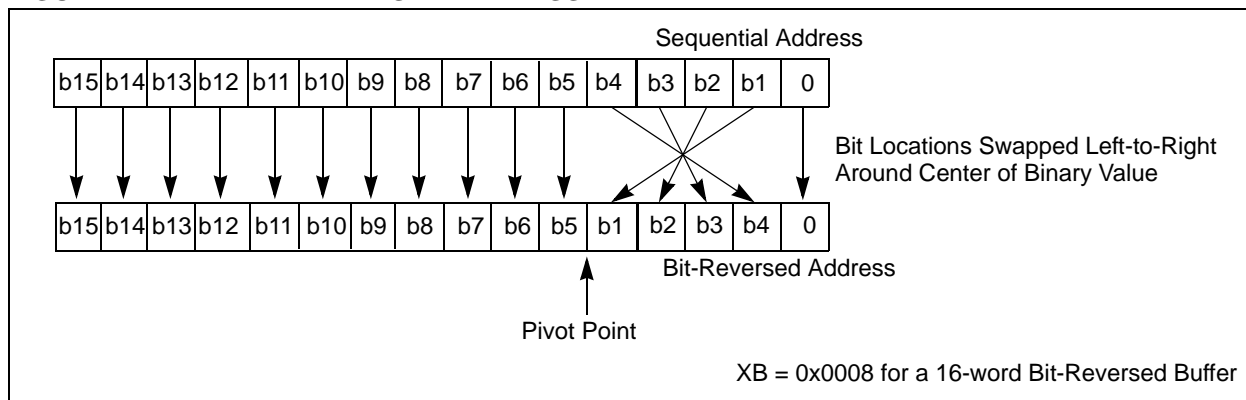 Sequential Address
b15 b14 b13 b12 b11 b10 b9 b8 b7 b6 b5 b4 b3 b2 b1 0
Bit Locations Swapped Left-to-Right
Around Center of Binary Value
b15 b14 b13 b12 b11 b10 b9 b8 b7 b6 b5 b1 b2 b3 b4 0
Bit-Reversed Address
Pivot Point
XB = 0x0008 for a 16-word Bit-Reversed Buffer